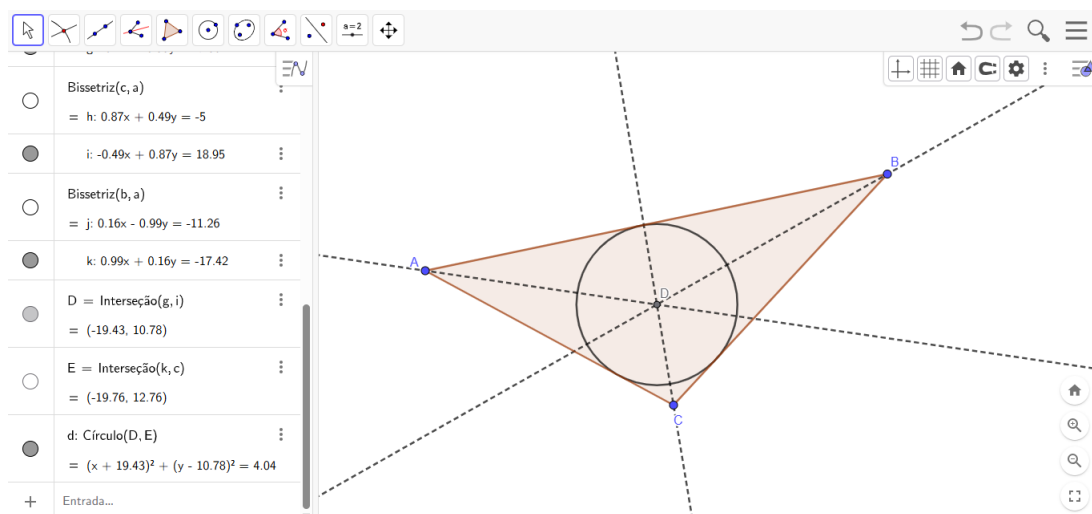 a=2
Bissetriz(c, a)
= h: 0.87x + 0.49y = -5
i: -0.49x + 0.87y = 18.95
Bissetriz(b, a)
= j: 0.16x - 0.99y = -11.26
k: 0.99x + 0.16y = -17.42
D = Interseção(g, i)
= (-19.43, 10.78)
E = Interseção(k, c)
= (-19.76, 12.76)
d: Círculo(D, E)
= (x + 19.43)² + (y - 10.78)² = 4.04
Entrada...
B
A
D
C